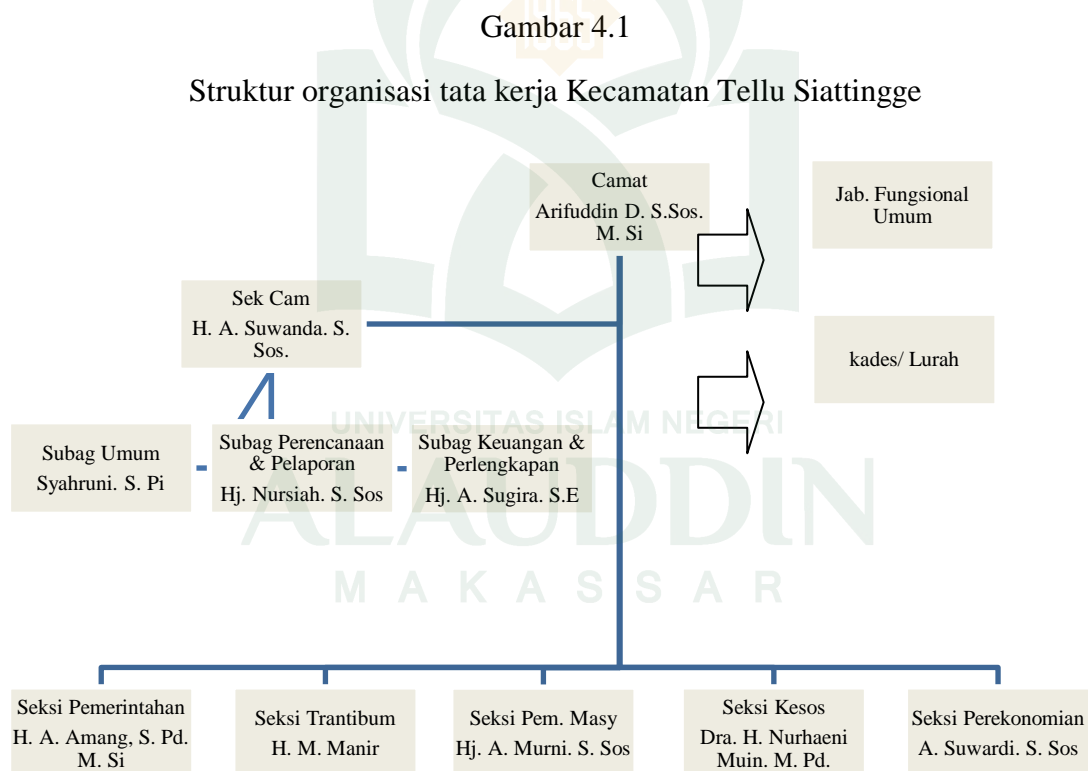 Gambar 4.1
Struktur organisasi tata kerja Kecamatan Tellu Siattingge
Camat
Arifuddin D. S.Sos.
M. Si
Jab. Fungsional
Umum
Sek Cam
H. A. Suwanda. S.
Sos.
kades/ Lurah
Subag Umum
Syahruni. S. Pi
Subag Perencanaan
& Pelaporan
Hj. Nursiah. S. Sos
Subag Keuangan &
Perlengkapan
Hj. A. Sugira. S.E
UNIVERSITAS ISLAM NEGERI
ALAUDDIN
MAKASSAR
Seksi Pemerintahan
H. A. Amang, S. Pd.
M. Si
Seksi Trantibum
H. M. Manir
Seksi Pem. Masy
Hj. A. Murni. S. Sos
Seksi Kesos
Dra. H. Nurhaeni
Muin. M. Pd.
Seksi Perekonomian
A. Suwardi. S. Sos